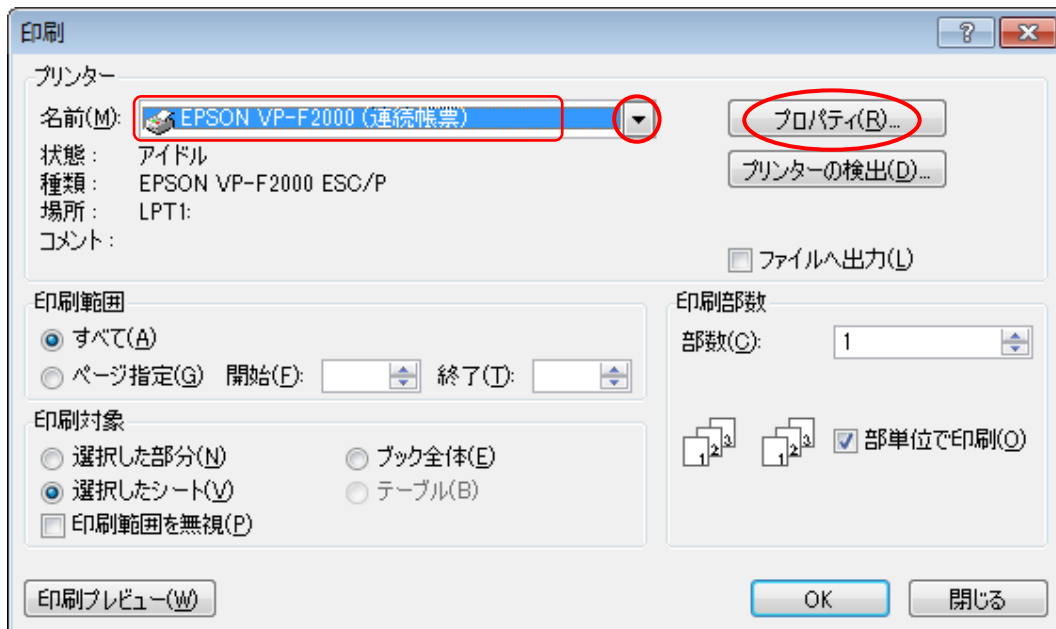 印刷
プリンター
名前(M): EPSON VP-F2000 (連続帳票) プロパティ(R)...
状態： アイドル
種類： EPSON VP-F2000 ESC/P プリンターの検出(D)...
場所： LPT1:
コメント：
ファイルへ出力(L)
印刷範囲
すべて(A)
ページ指定(G) 開始(F): 終了(T):
印刷部数
部数(C): 1
1 2 3 1 2 3 部単位で印刷(O)
印刷対象
選択した部分(N) ブック全体(E)
選択したシート(V) テーブル(B)
印刷範囲を無視(P)
印刷プレビュー(W) OK 閉じる